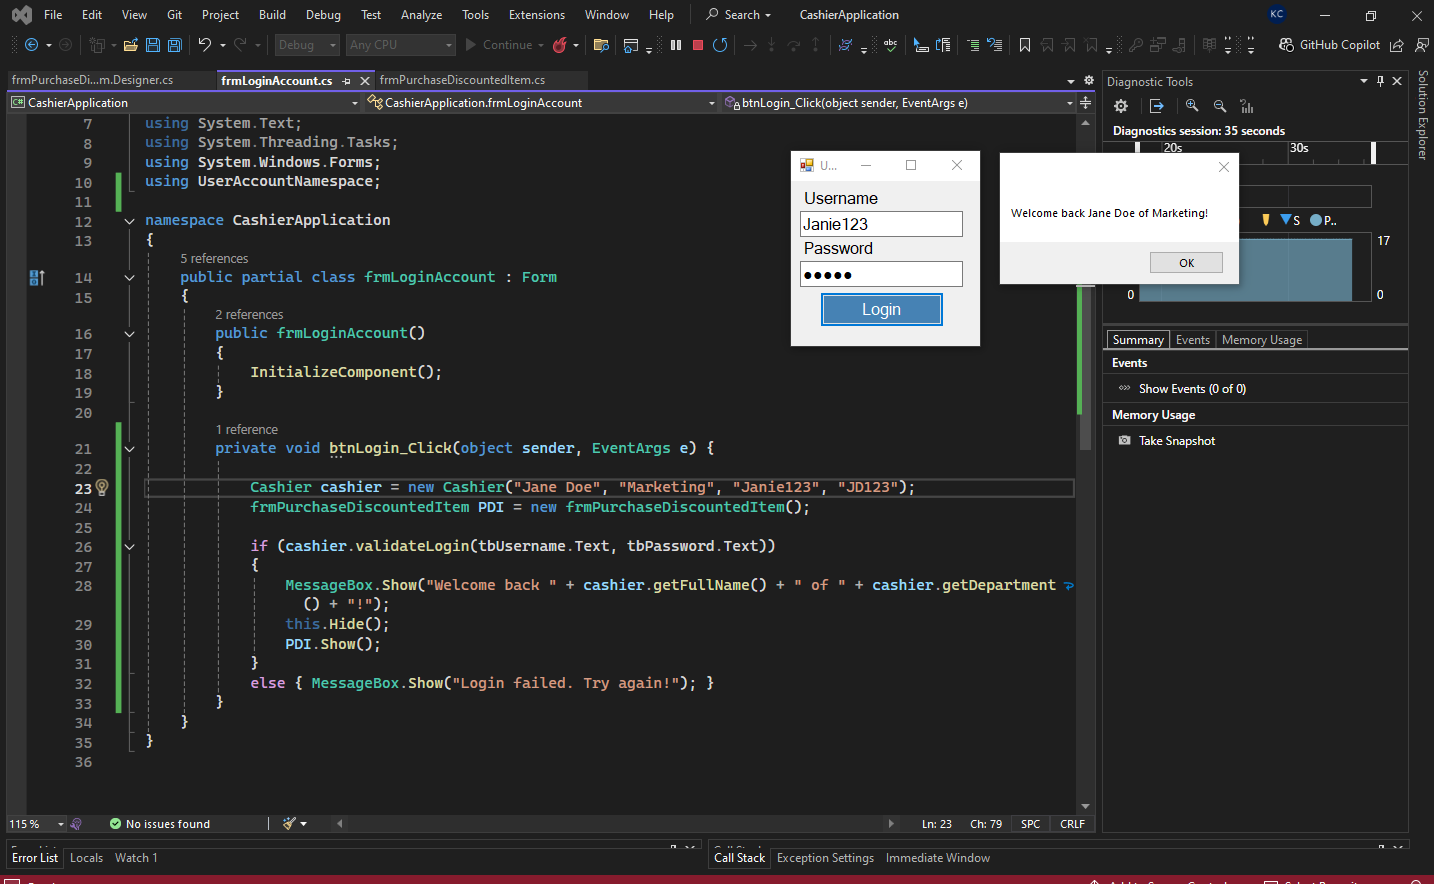 File Edit View Git Project Build Debug Test Analyze Tools Extensions Window Help Search CashierApplication KC
Debug Any CPU Continue GitHub Copilot
frmPurchaseDi...m.Designer.cs frmLoginAccount.cs frmPurchaseDiscountedItem.cs
CashierApplication CashierApplication.frmLoginAccount btnLogin_Click(object sender, EventArgs e)
7 using System.Text;
8 using System.Threading.Tasks;
9 using System.Windows.Forms;
10 using UserAccountNamespace;
11
12 namespace CashierApplication
13 {
5 references
14 public partial class frmLoginAccount : Form
15 {
2 references
16 public frmLoginAccount()
17 {
18 InitializeComponent();
19 }
20
1 reference
21 private void btnLogin_Click(object sender, EventArgs e) {
22
23 Cashier cashier = new Cashier("Jane Doe", "Marketing", "Janie123", "JD123");
24 frmPurchaseDiscountedItem PDI = new frmPurchaseDiscountedItem();
25
26 if (cashier.validateLogin(tbUsername.Text, tbPassword.Text))
27 {
28 MessageBox.Show("Welcome back " + cashier.getFullName() + " of " + cashier.getDepartment
() + "!");
29 this.Hide();
30 PDI.Show();
31 }
32 else { MessageBox.Show("Login failed. Try again!"); }
33 }
34 }
35 }
36
U...
Username
Janie123
Password
●●●●●
Login
Welcome back Jane Doe of Marketing!
OK
Diagnostic Tools
Diagnostics session: 35 seconds
20s 30s
S P..
17
0 0
Summary Events Memory Usage
Events
Show Events (0 of 0)
Memory Usage
Take Snapshot
Solution Explorer
115 % No issues found Ln: 23 Ch: 79 SPC CRLF
Error List Locals Watch 1
Call Stack Exception Settings Immediate Window